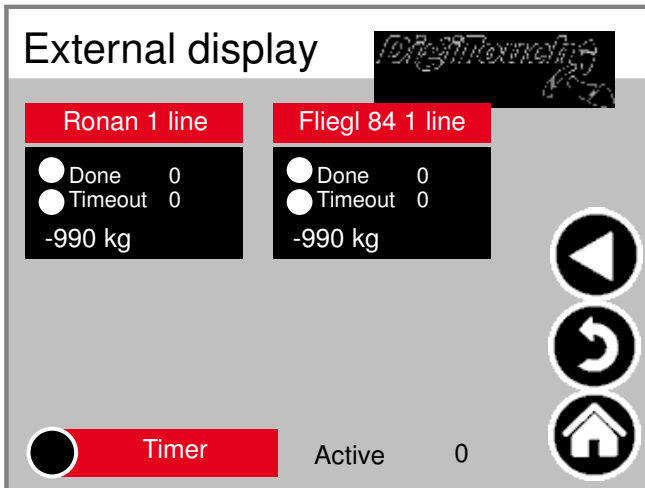 External display
DigiTouch
Ronan 1 line
Done 0
Timeout 0
-990 kg
Fliegl 84 1 line
Done 0
Timeout 0
-990 kg
Timer
Active 0